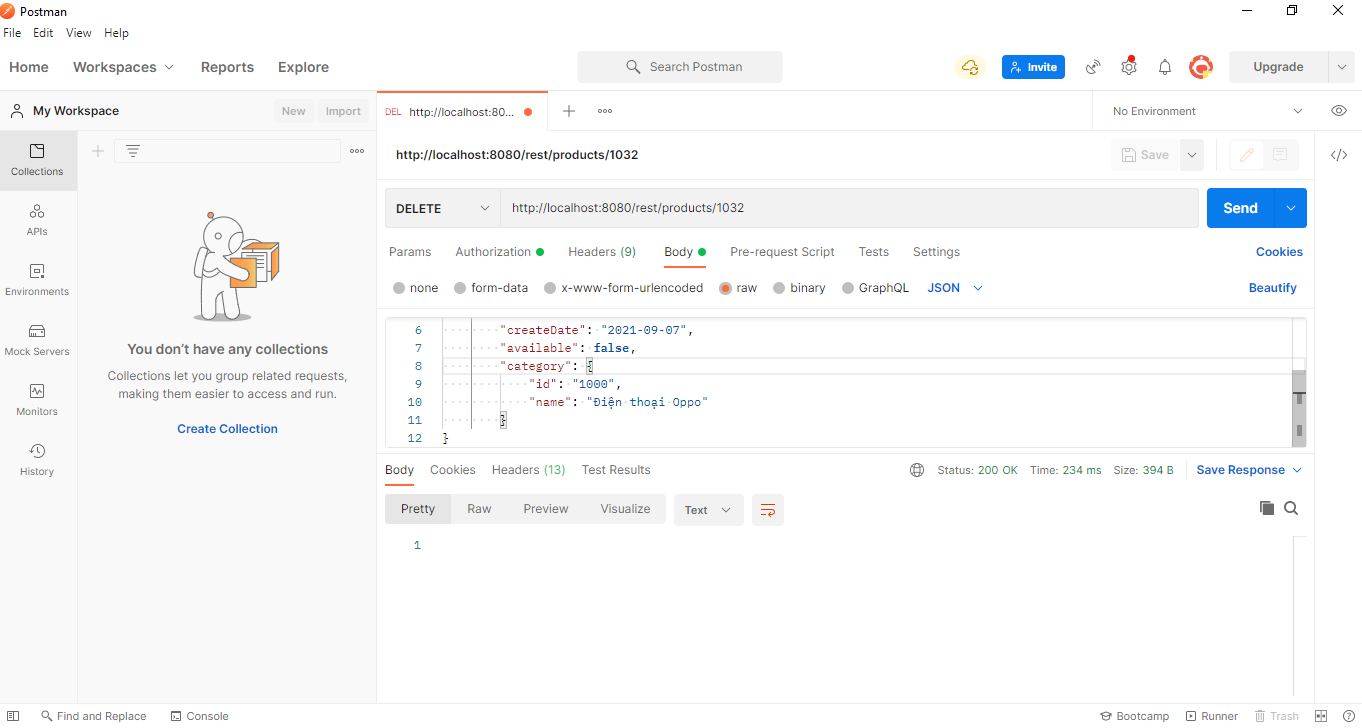 Postman
File Edit View Help
Home Workspaces Reports Explore Search Postman Invite Upgrade
My Workspace New Import DEL http://localhost:80... No Environment
http://localhost:8080/rest/products/1032 Save
Collections
APIs
Environments
Mock Servers
Monitors
History
You don't have any collections
Collections let you group related requests,
making them easier to access and run.
Create Collection
DELETE http://localhost:8080/rest/products/1032 Send
Params Authorization Headers (9) Body Pre-request Script Tests Settings Cookies
none form-data x-www-form-urlencoded raw binary GraphQL JSON Beautify
6 "createDate": "2021-09-07",
7 "available": false,
8 "category": {
9 "id": "1000",
10 "name": "Điện thoại Oppo"
11 }
12 }
Body Cookies Headers (13) Test Results Status: 200 OK Time: 234 ms Size: 394 B Save Response
Pretty Raw Preview Visualize Text
1
Find and Replace Console Bootcamp Runner Trash